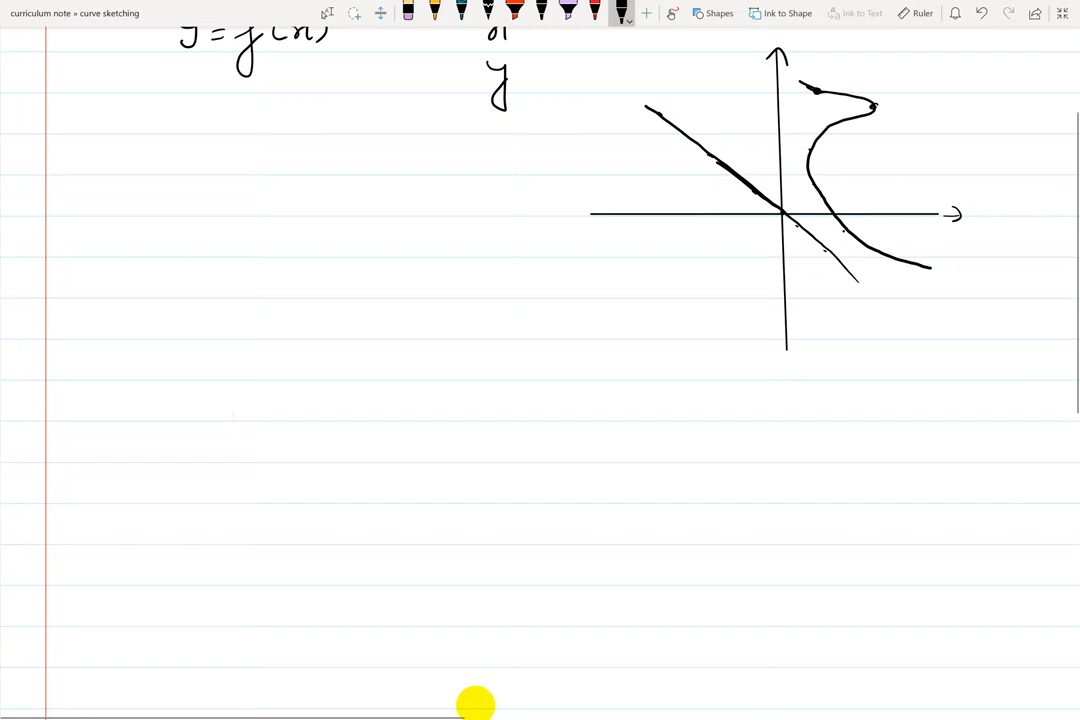 curriculum note » curve sketching
Shapes Ink to Shape Ink to Text Ruler
y = f(x)
y